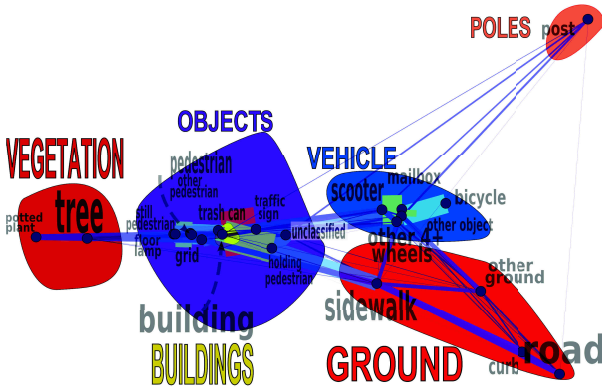 POLES
post
OBJECTS
VEGETATION
VEHICLE
pedestrian
other
pedestrian
mailbox
scooter
bicycle
tree
potted
plant
still
pedestrian
trash can
traffic
sign
unclassified
other object
other 4+
wheels
floor
lamp
grid
holding
pedestrian
other
ground
sidewalk
building
BUILDINGS
GROUND
curb
road